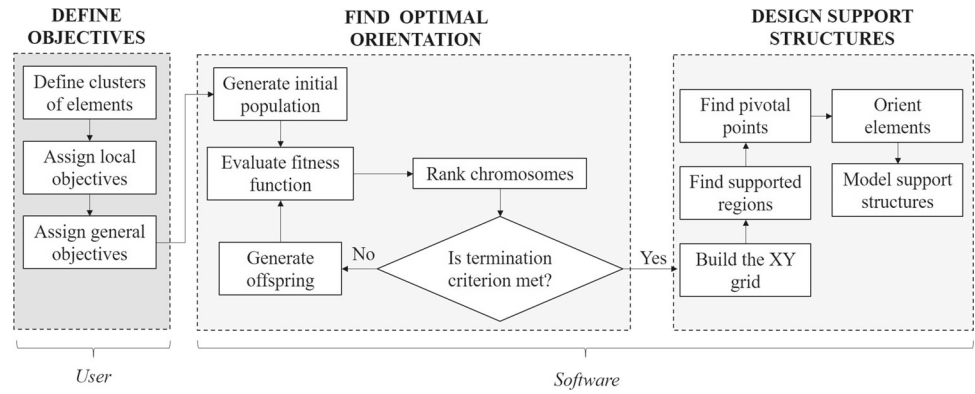 DEFINE
OBJECTIVES
Define clusters
of elements
Assign local
objectives
Assign general
objectives
User
FIND OPTIMAL
ORIENTATION
Generate initial
population
Evaluate fitness
function
Rank chromosomes
Is termination
criterion met?
No
Generate
offspring
Yes
DESIGN SUPPORT
STRUCTURES
Build the XY
grid
Find supported
regions
Find pivotal
points
Orient
elements
Model support
structures
Software